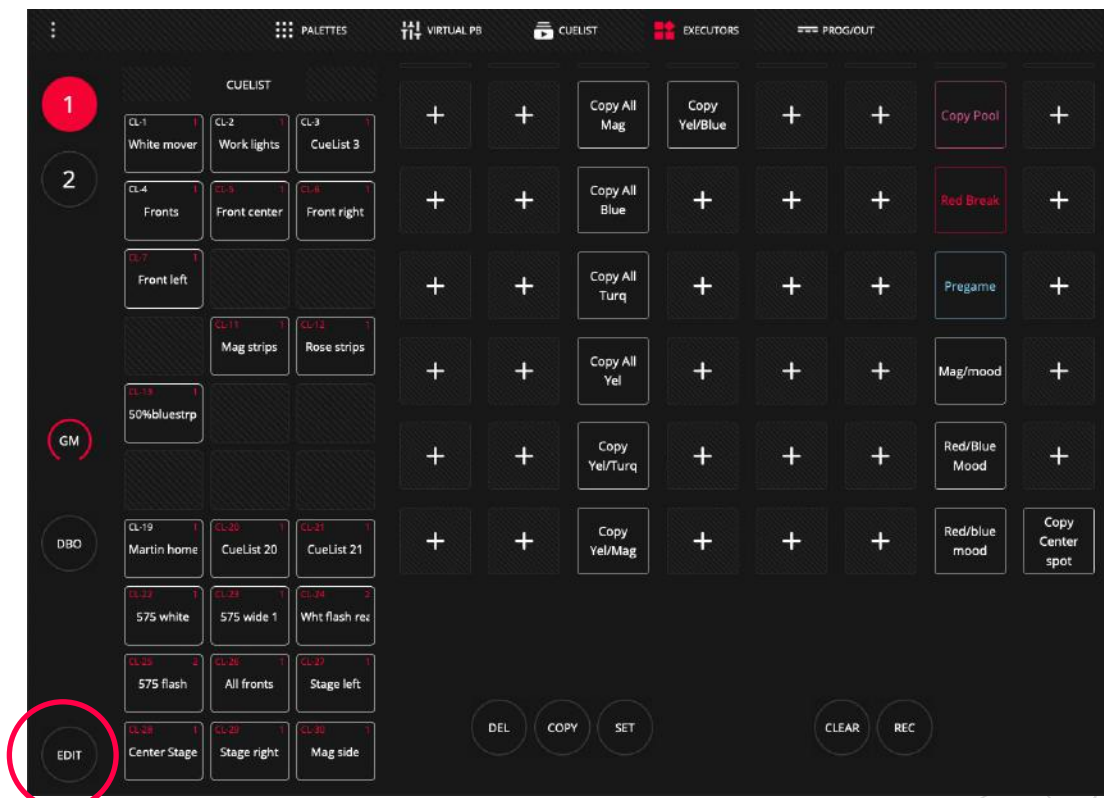 PALETTES
VIRTUAL PB
CUELIST
EXECUTORS
PROG/OUT
1
2
GM
DBO
EDIT
CUELIST
CL-1 1
White mover
CL-2 1
Work lights
CL-3 1
CueList 3
CL-4 1
Fronts
CL-5 1
Front center
CL-6 1
Front right
CL-7 1
Front left
CL-11 1
Mag strips
CL-12 1
Rose strips
1
50%bluestrp
CL-19 1
Martin home
CL-20 1
CueList 20
CL-21 1
CueList 21
CL-22 1
575 white
CL-23 1
575 wide 1
CL-24 2
Wht flash rea
CL-25 2
575 flash
CL-26 1
All fronts
CL-27 1
Stage left
CL-28 1
Center Stage
CL-29 1
Stage right
CL-30 1
Mag side
Copy All
Mag
Copy
Yel/Blue
Copy Pool
Copy All
Blue
Red Break
Copy All
Turq
Pregame
Copy All
Yel
Mag/mood
Copy
Yel/Turq
Red/Blue
Mood
Copy
Yel/Mag
Red/blue
mood
Copy
Center
spot
DEL
COPY
SET
CLEAR
REC